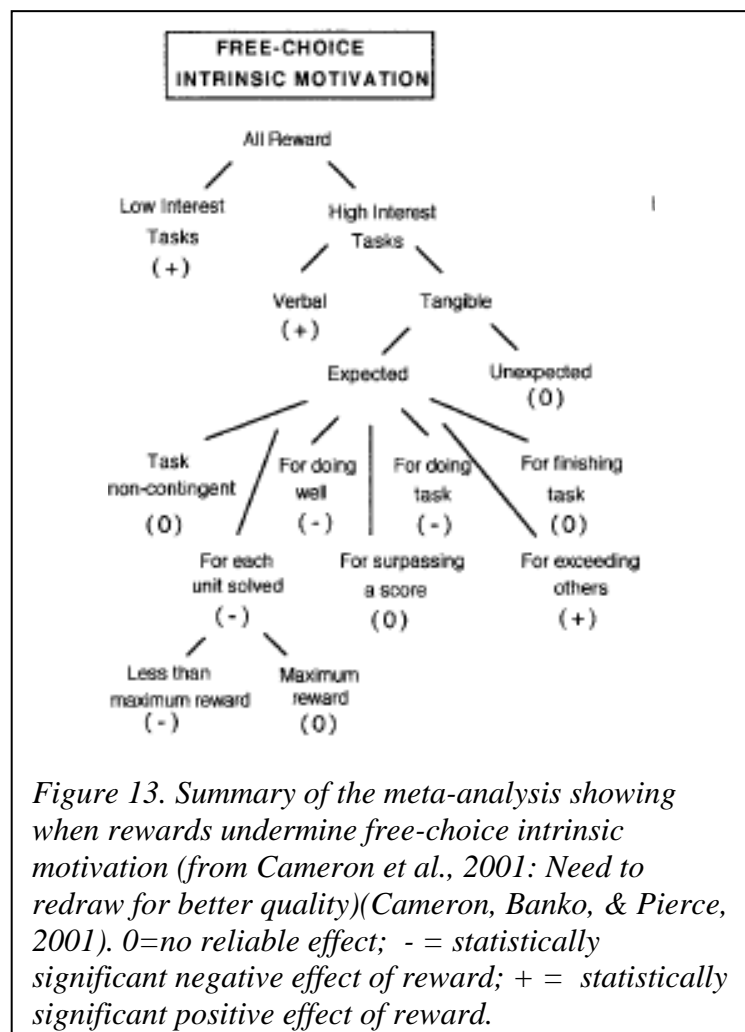 FREE-CHOICE
INTRINSIC MOTIVATION
All Reward
Low Interest
Tasks
(+)
High Interest
Tasks
Verbal
(+)
Tangible
Expected
Unexpected
(0)
Task
non-contingent
(0)
For doing
well
(-)
For doing
task
(-)
For finishing
task
(0)
For each
unit solved
(-)
For surpassing
a score
(0)
For exceeding
others
(+)
Less than
maximum reward
(-)
Maximum
reward
(0)
Figure 13. Summary of the meta-analysis showing
when rewards undermine free-choice intrinsic
motivation (from Cameron et al., 2001: Need to
redraw for better quality)(Cameron, Banko, & Pierce,
2001). 0=no reliable effect;  - = statistically
significant negative effect of reward; + =  statistically
significant positive effect of reward.